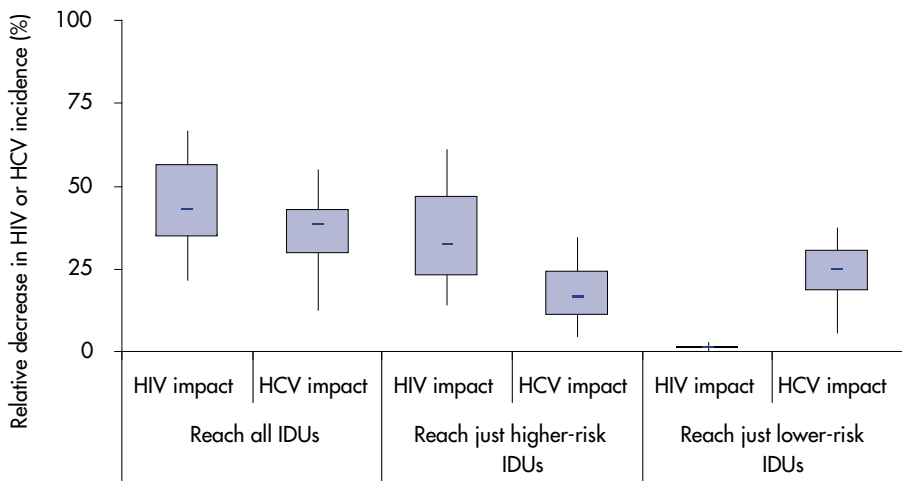 Relative decrease in HIV or HCV incidence (%)
100
75
50
25
0
HIV impact
HCV impact
HIV impact
HCV impact
HIV impact
HCV impact
Reach all IDUs
Reach just higher-risk
IDUs
Reach just lower-risk
IDUs